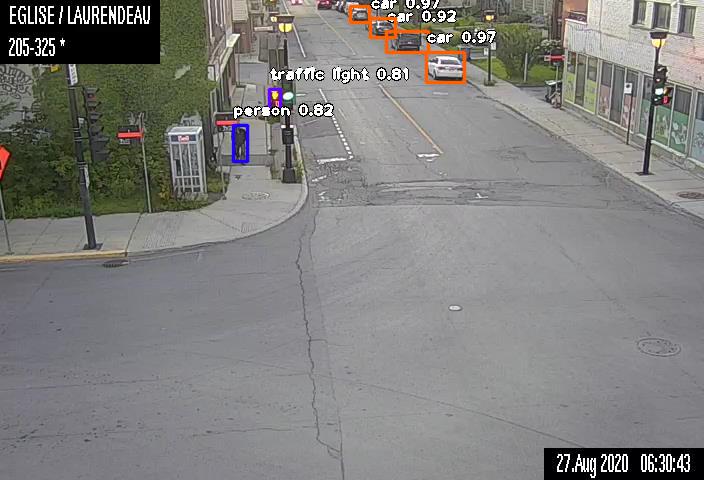 EGLISE / LAURENDEAU
205-325 *
car 0.97
car 0.92
car 0.97
traffic light 0.81
person 0.82
27.Aug 2020 06:30:43